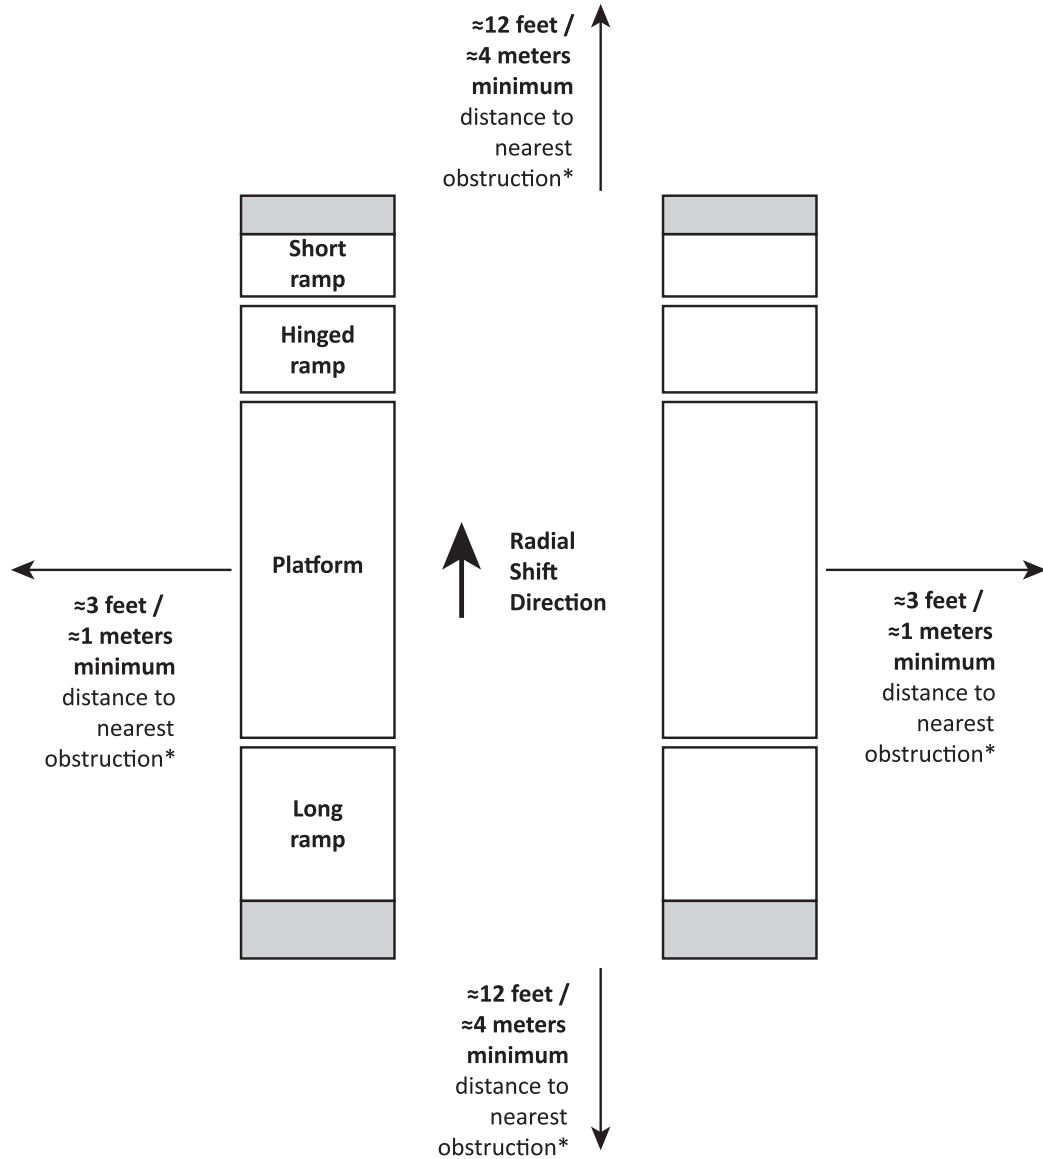 ≈12 feet /
≈4 meters
minimum
distance to
nearest
obstruction*
Short
ramp
Hinged
ramp
Platform
Radial
Shift
Direction
≈3 feet /
≈1 meters
minimum
distance to
nearest
obstruction*
≈3 feet /
≈1 meters
minimum
distance to
nearest
obstruction*
Long
ramp
≈12 feet /
≈4 meters
minimum
distance to
nearest
obstruction*